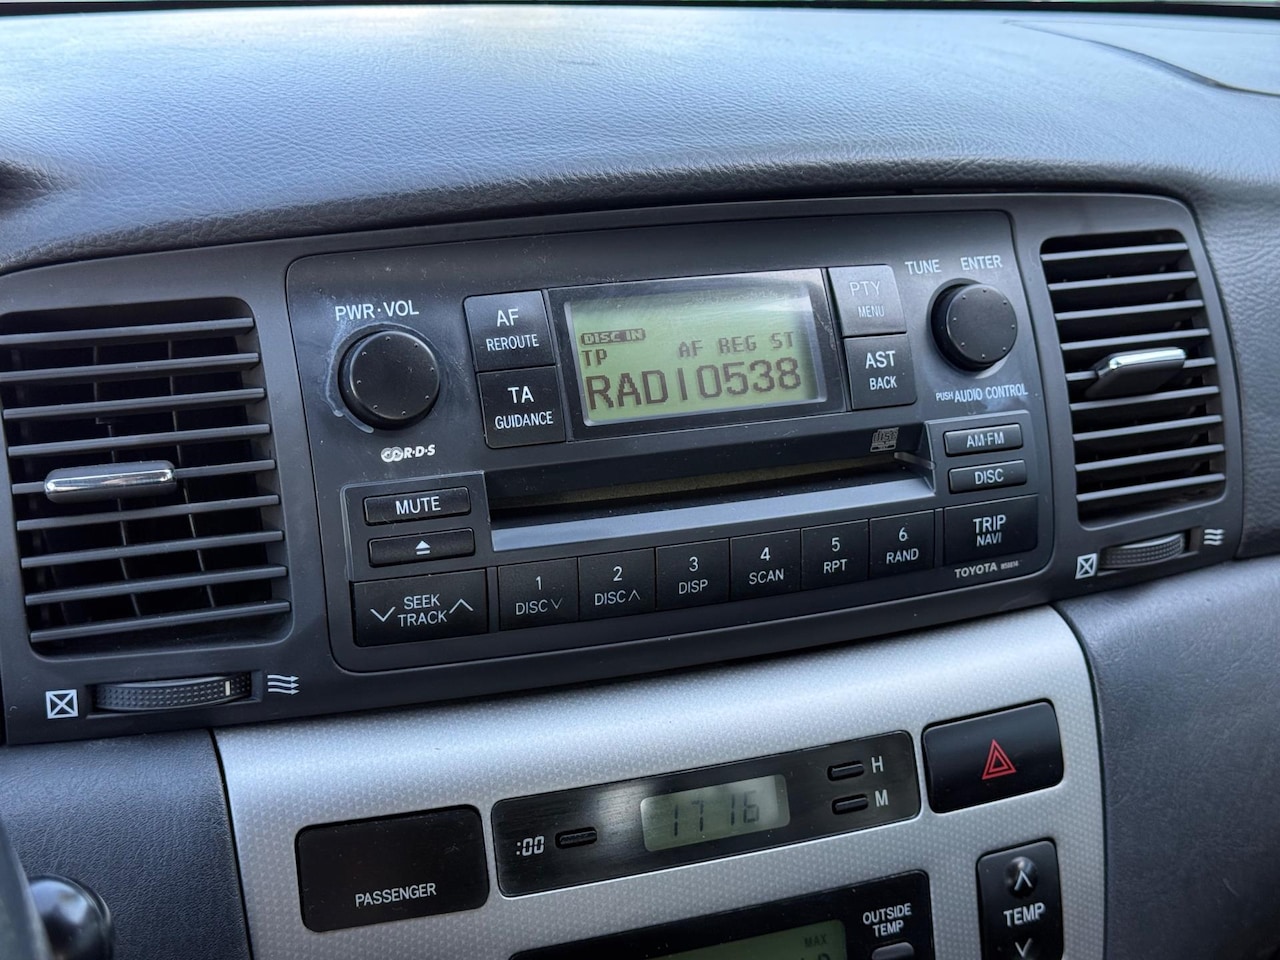 PWR·VOL
AF
REROUTE
TA
GUIDANCE
DISC IN
TP AF REG ST
RADIO538
PTY
MENU
AST
BACK
TUNE ENTER
PUSH AUDIO CONTROL
R·D·S
MUTE
SEEK
TRACK
1
DISC
2
DISC
3
DISP
4
SCAN
5
RPT
6
RAND
AM·FM
DISC
TRIP
NAVI
TOYOTA
PASSENGER
:00
17 16
H
M
OUTSIDE
TEMP
MAX
TEMP